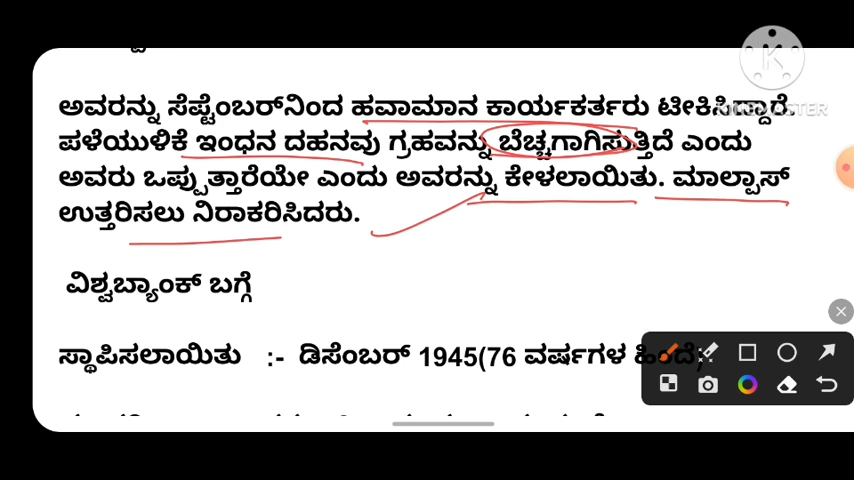 ಅವರನ್ನು ಸೆಪ್ಟೆಂಬರ್‌ನಿಂದ ಹವಾಮಾನ ಕಾರ್ಯಕರ್ತರು ಟೀಕಿಸಿದ್ದಾರೆ.
ಪಳೆಯುಳಿಕೆ ಇಂಧನ ದಹನವು ಗ್ರಹವನ್ನು ಬೆಚ್ಚಗಾಗಿಸುತ್ತಿದೆ ಎಂದು
ಅವರು ಒಪ್ಪುತ್ತಾರೆಯೇ ಎಂದು ಅವರನ್ನು ಕೇಳಲಾಯಿತು. ಮಾಲ್ಪಾಸ್
ಉತ್ತರಿಸಲು ನಿರಾಕರಿಸಿದರು.
ವಿಶ್ವಬ್ಯಾಂಕ್ ಬಗ್ಗೆ
ಸ್ಥಾಪಿಸಲಾಯಿತು :- ಡಿಸೆಂಬರ್ 1945(76 ವರ್ಷಗಳ ಹಿಂದೆ;
K
KINEMASTER